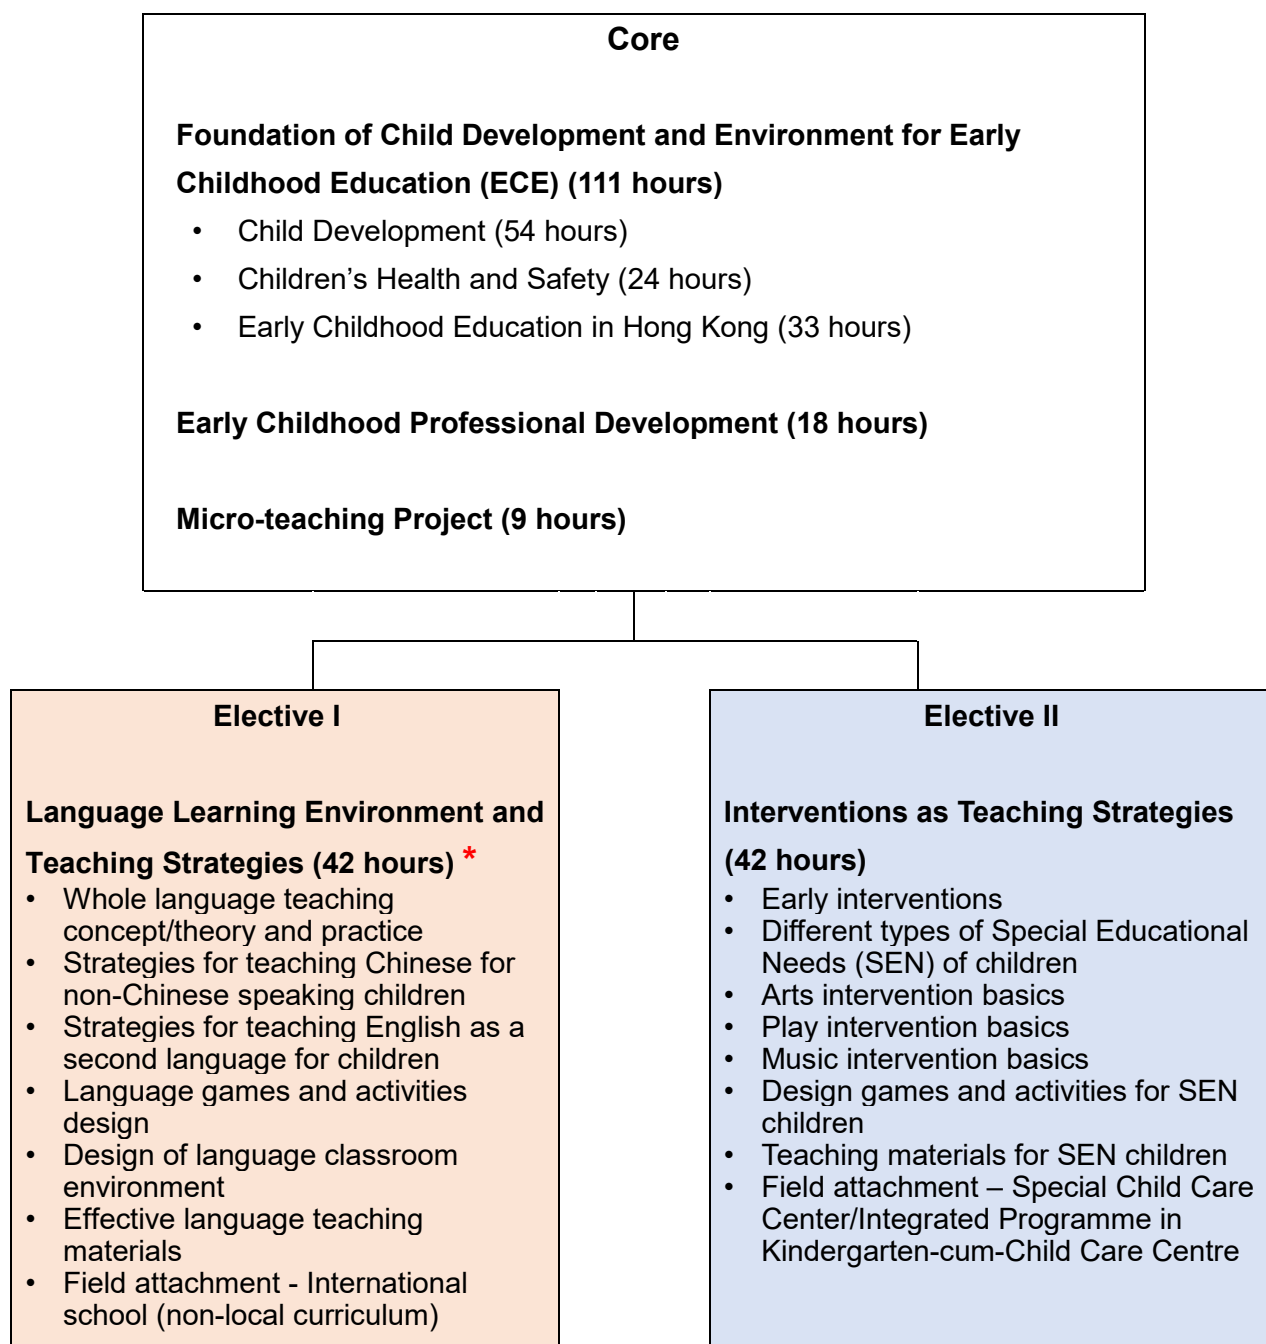 Core
Foundation of Child Development and Environment for Early
Childhood Education (ECE) (111 hours)
• Child Development (54 hours)
• Children’s Health and Safety (24 hours)
• Early Childhood Education in Hong Kong (33 hours)
Early Childhood Professional Development (18 hours)
Micro-teaching Project (9 hours)
Elective I
Language Learning Environment and
Teaching Strategies (42 hours) *
• Whole language teaching
concept/theory and practice
• Strategies for teaching Chinese for
non-Chinese speaking children
• Strategies for teaching English as a
second language for children
• Language games and activities
design
• Design of language classroom
environment
• Effective language teaching
materials
• Field attachment - International
school (non-local curriculum)
Elective II
Interventions as Teaching Strategies
(42 hours)
• Early interventions
• Different types of Special Educational
Needs (SEN) of children
• Arts intervention basics
• Play intervention basics
• Music intervention basics
• Design games and activities for SEN
children
• Teaching materials for SEN children
• Field attachment – Special Child Care
Center/Integrated Programme in
Kindergarten-cum-Child Care Centre